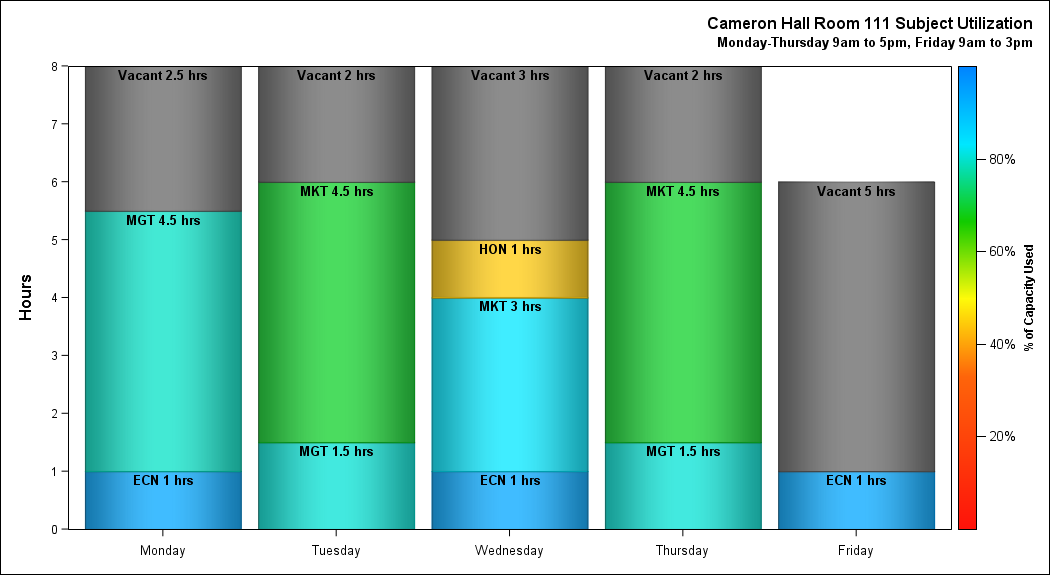 Cameron Hall Room 111 Subject Utilization
Monday-Thursday 9am to 5pm, Friday 9am to 3pm
Hours
8
7
6
5
4
3
2
1
0
Vacant 2.5 hrs
MGT 4.5 hrs
ECN 1 hrs
Vacant 2 hrs
MKT 4.5 hrs
MGT 1.5 hrs
Vacant 3 hrs
HON 1 hrs
MKT 3 hrs
ECN 1 hrs
Vacant 2 hrs
MKT 4.5 hrs
MGT 1.5 hrs
Vacant 5 hrs
ECN 1 hrs
Monday
Tuesday
Wednesday
Thursday
Friday
80%
60%
40%
20%
% of Capacity Used